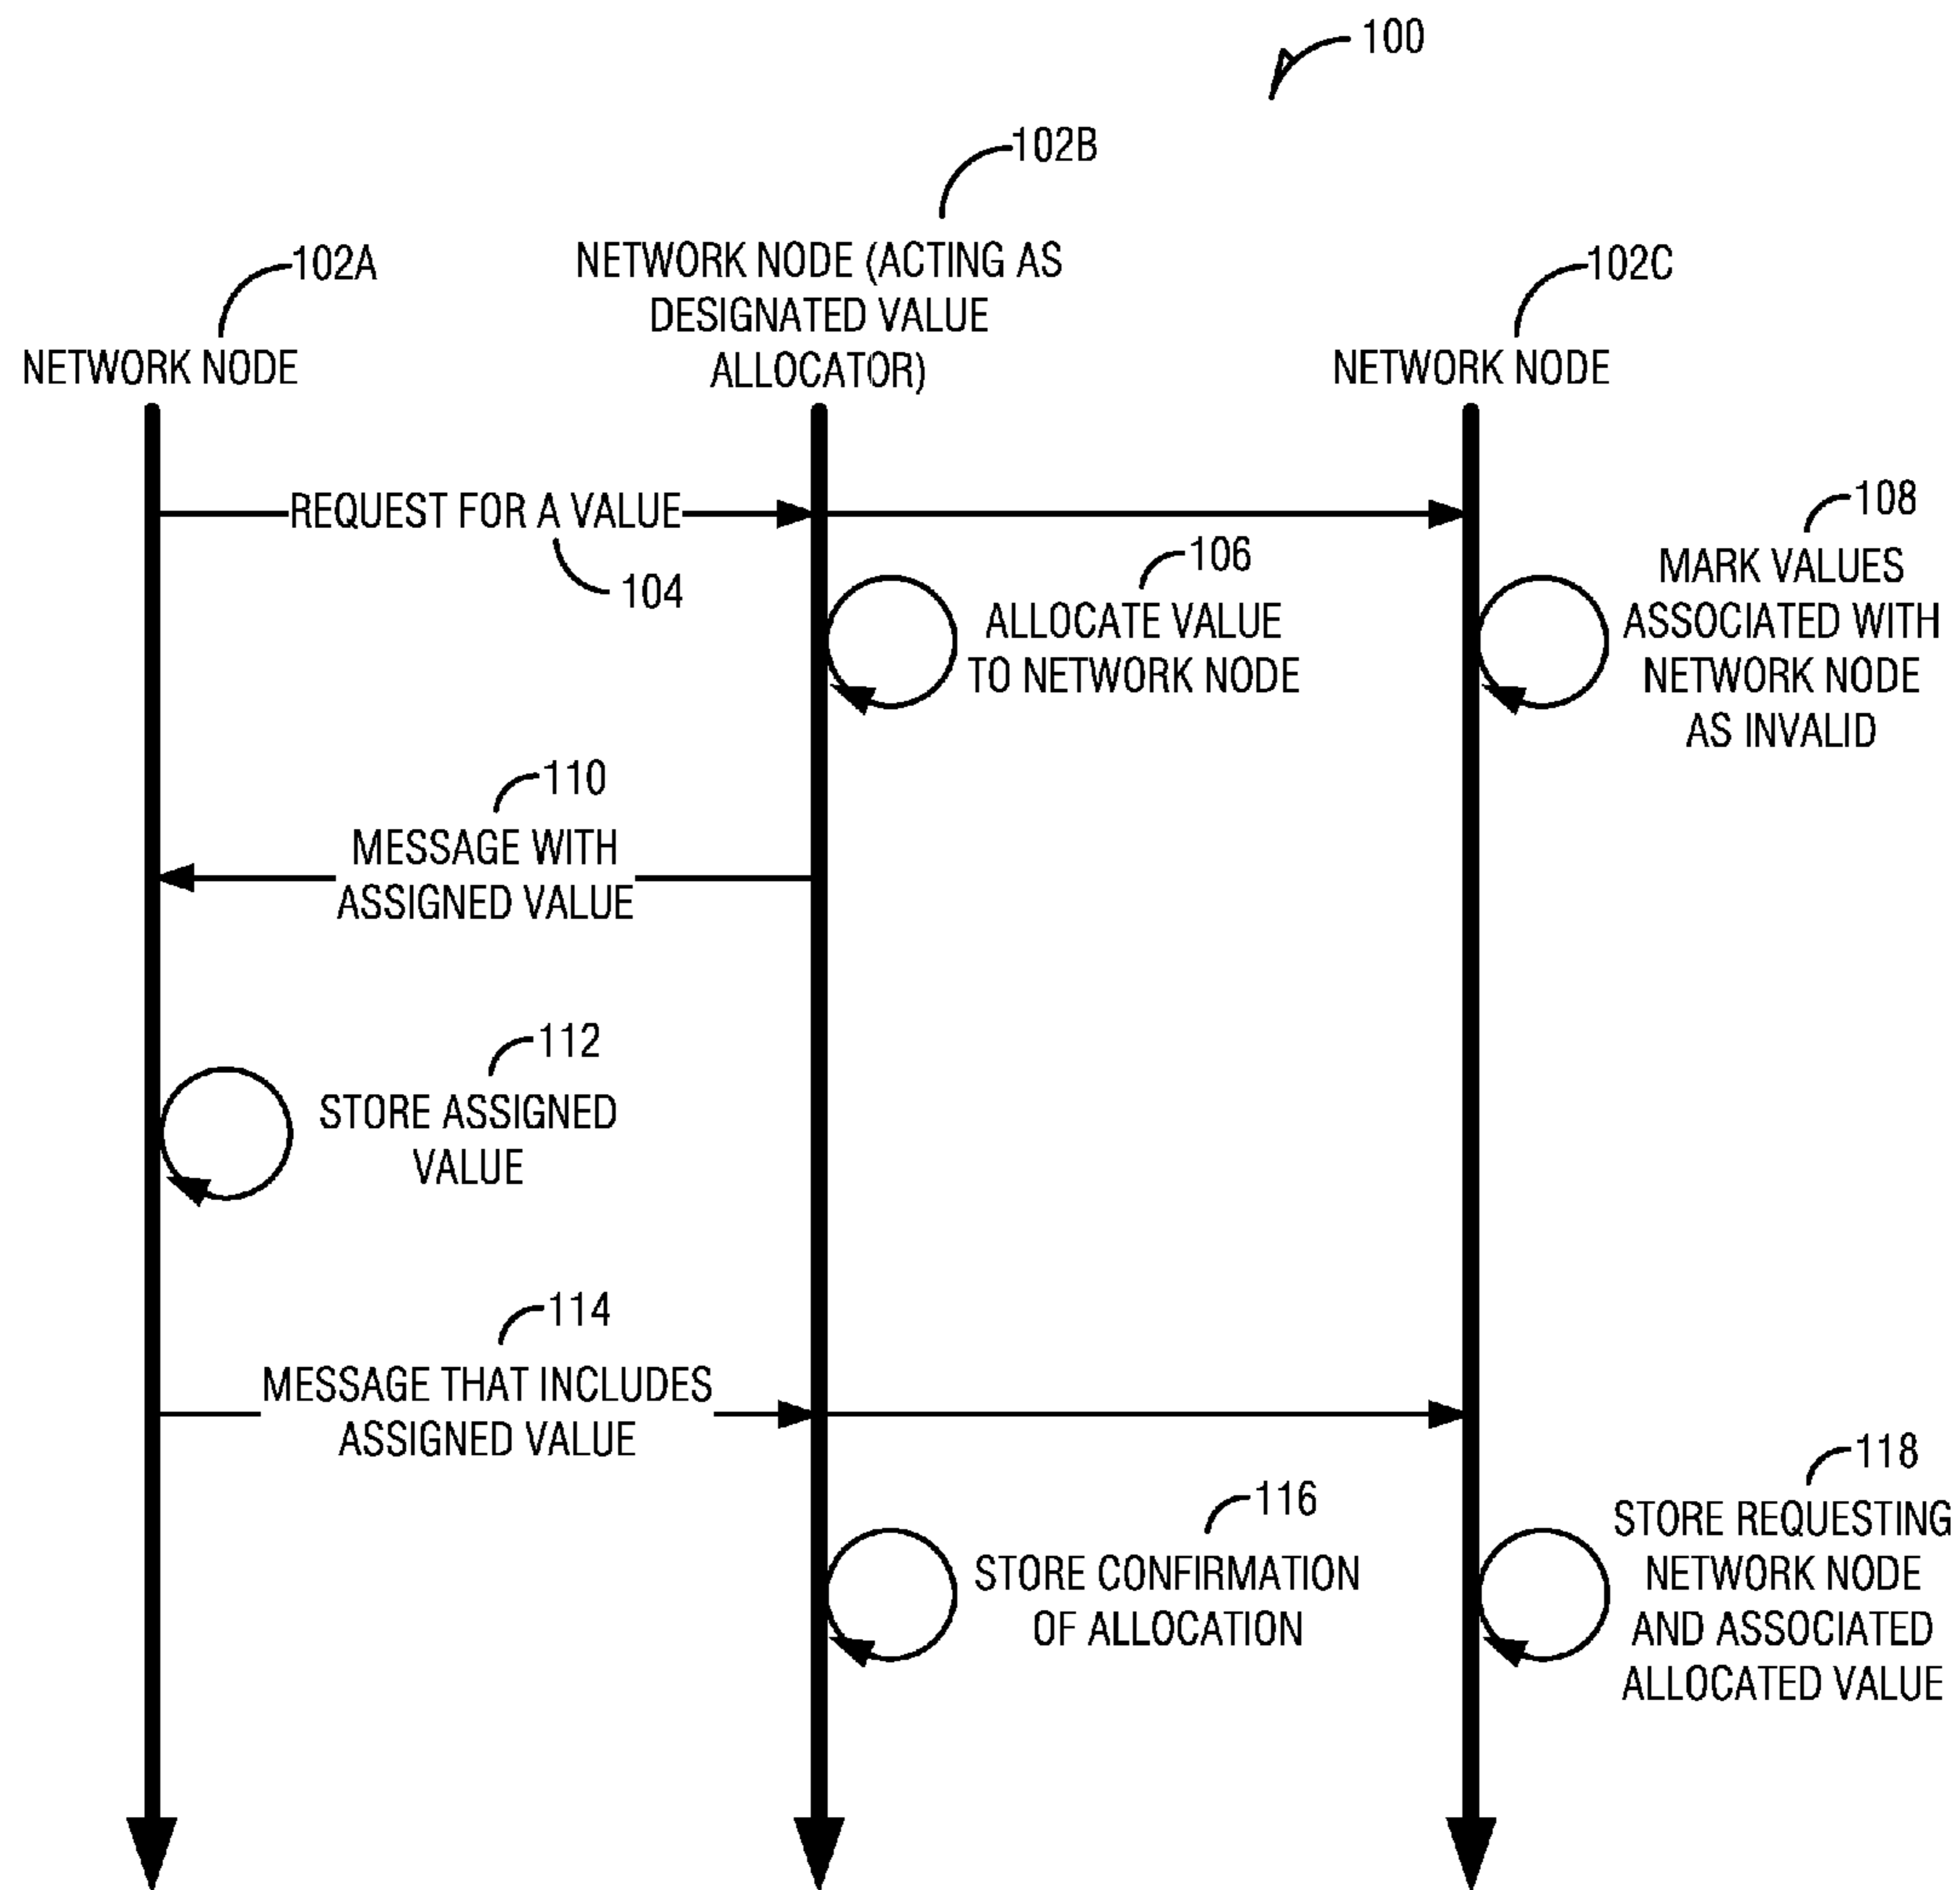 100
102B
NETWORK NODE (ACTING AS
DESIGNATED VALUE
ALLOCATOR)
102A
NETWORK NODE
102C
NETWORK NODE
REQUEST FOR A VALUE
104
106
ALLOCATE VALUE
TO NETWORK NODE
108
MARK VALUES
ASSOCIATED WITH
NETWORK NODE
AS INVALID
110
MESSAGE WITH
ASSIGNED VALUE
112
STORE ASSIGNED
VALUE
114
MESSAGE THAT INCLUDES
ASSIGNED VALUE
116
STORE CONFIRMATION
OF ALLOCATION
118
STORE REQUESTING
NETWORK NODE
AND ASSOCIATED
ALLOCATED VALUE